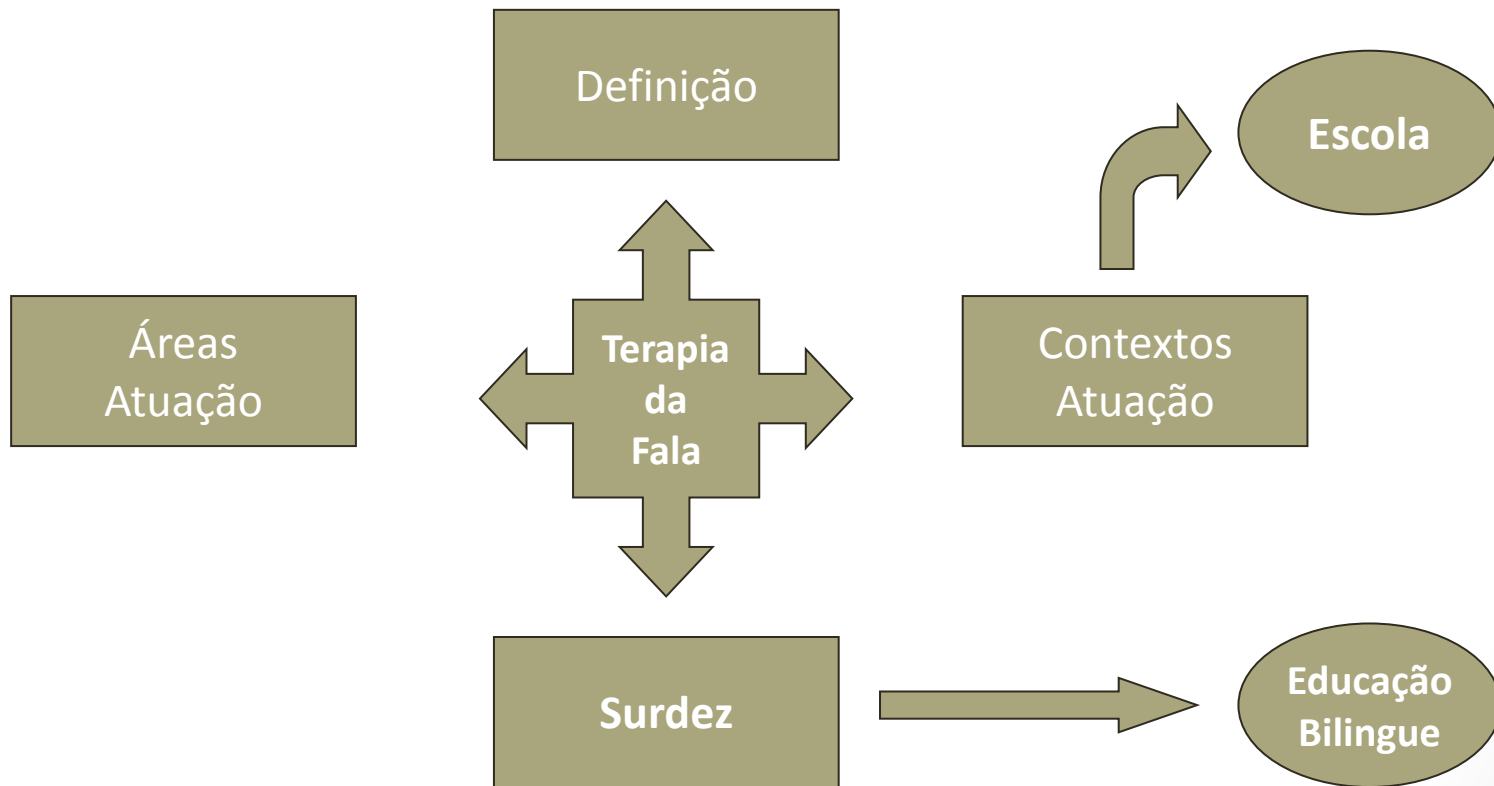 Definição
Escola
Áreas
Atuação
Terapia
da
Fala
Contextos
Atuação
Surdez
Educação
Bilingue